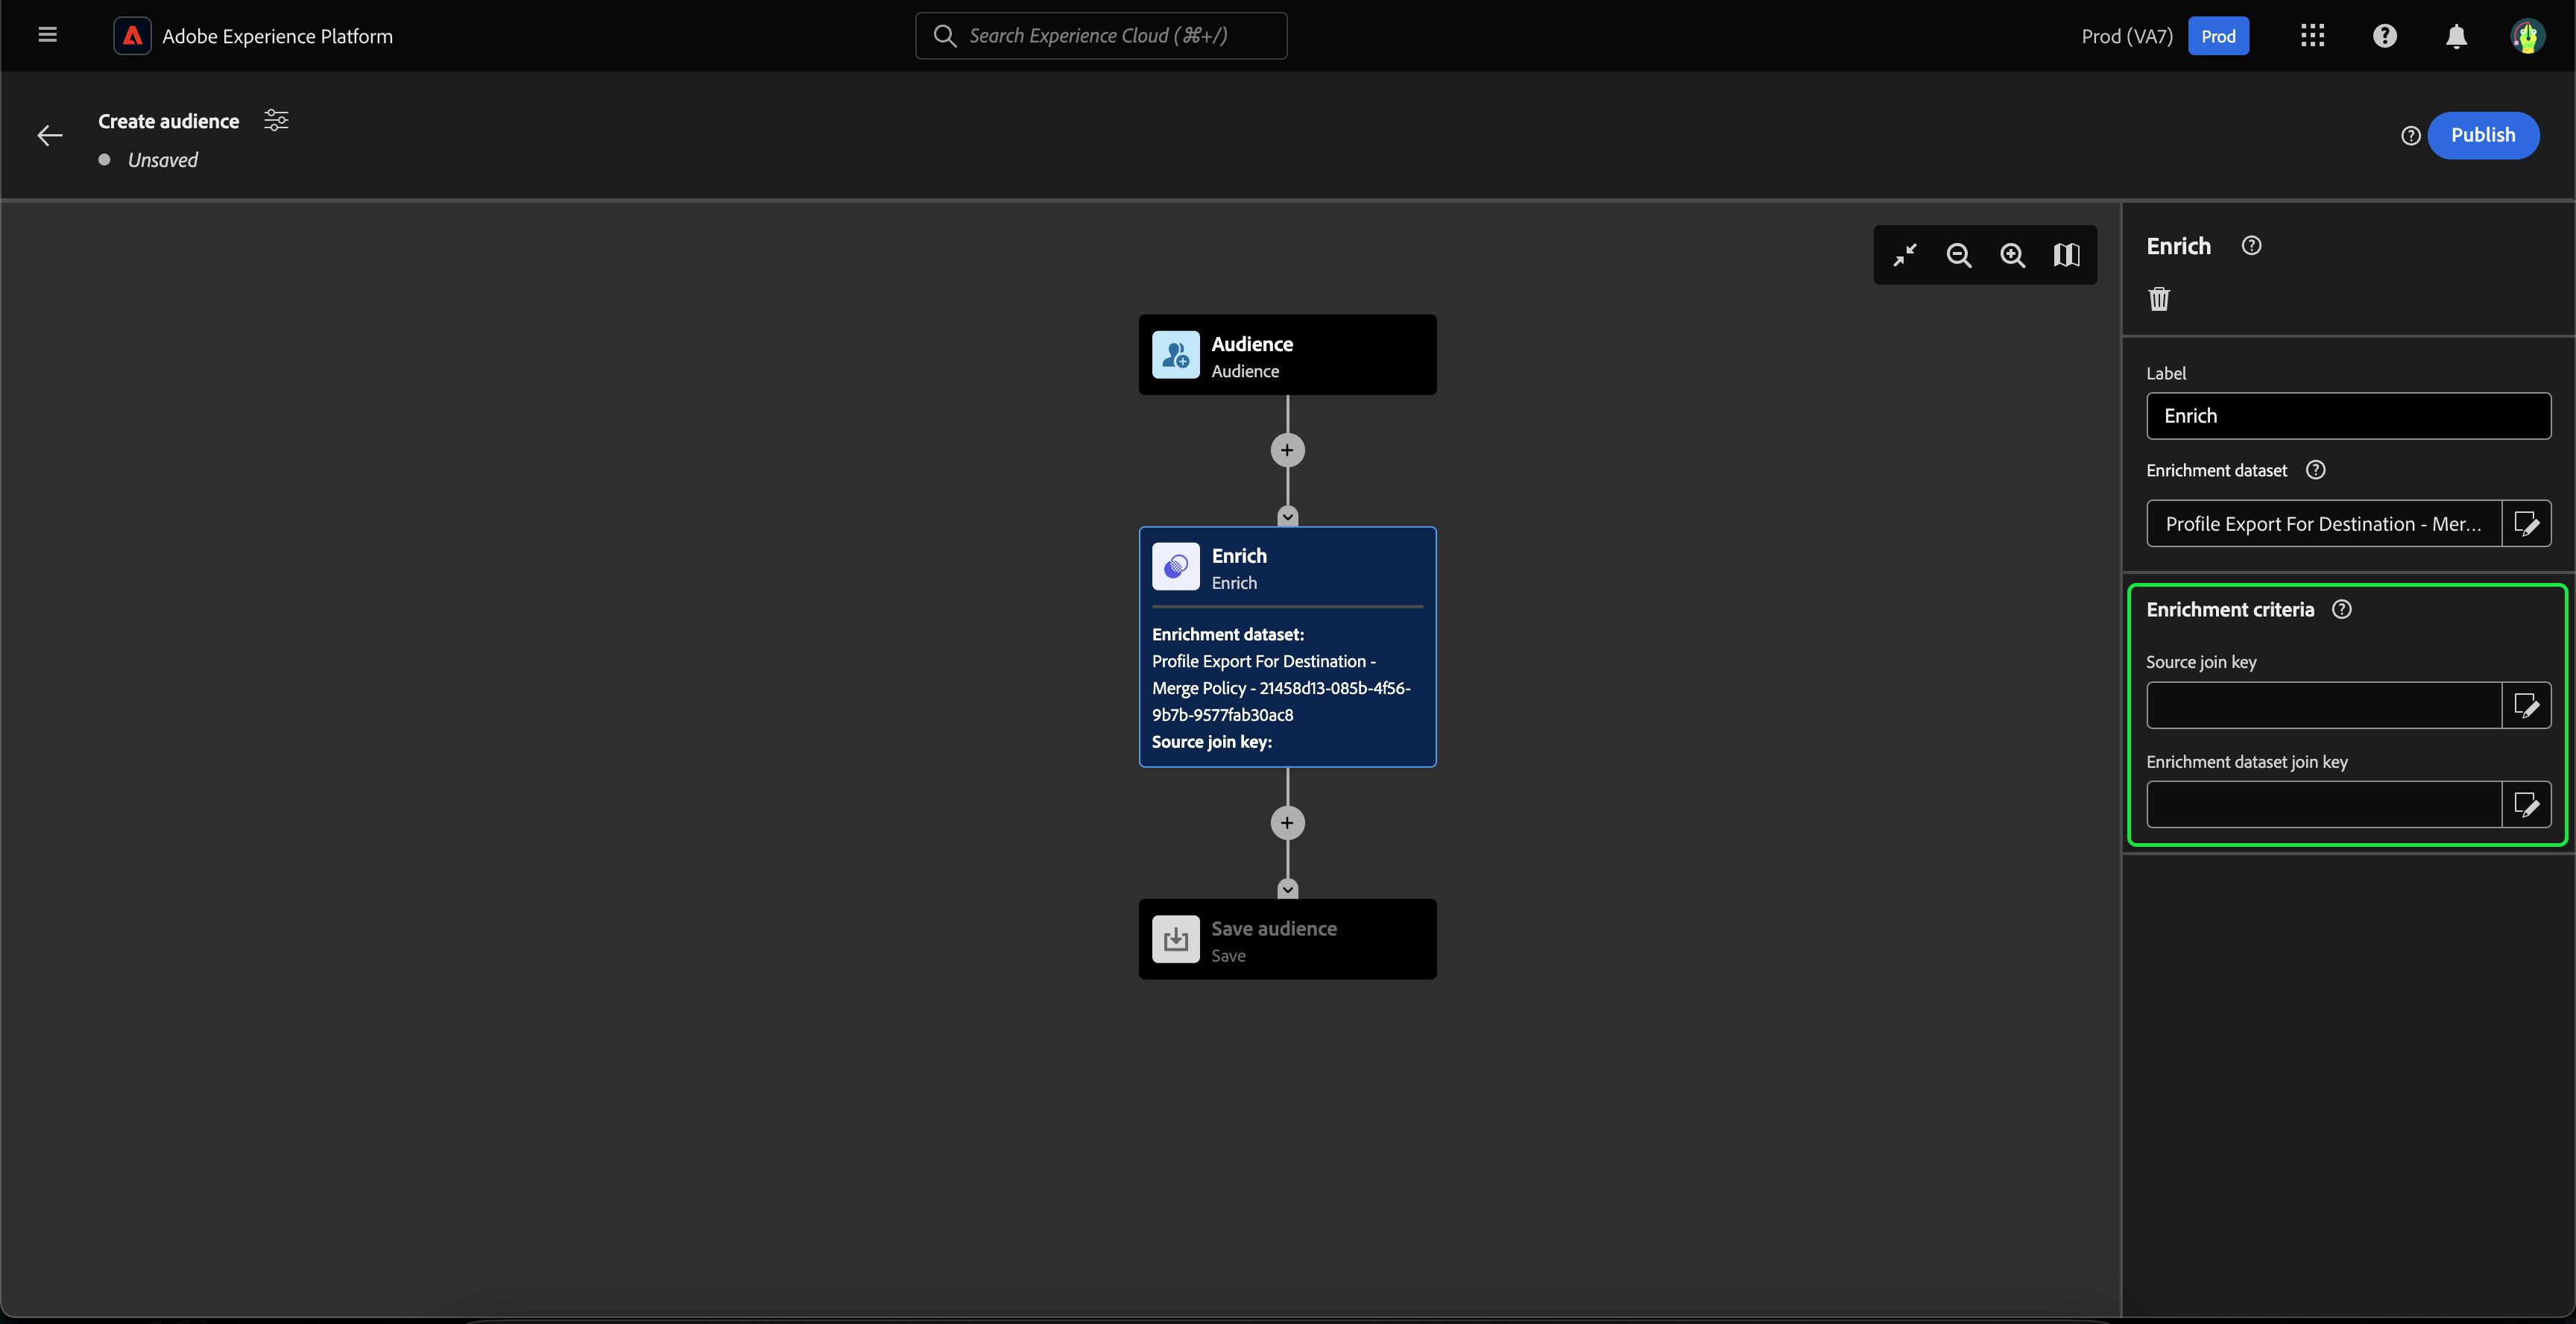 Adobe Experience Platform
Search Experience Cloud (⌘+/)
Prod (VA7)
Prod
Create audience
Unsaved
Publish
Audience
Audience
Enrich
Enrich
Enrichment dataset:
Profile Export For Destination -
Merge Policy - 21458d13-085b-4f56-
9b7b-9577fab30ac8
Source join key:
Save audience
Save
Enrich
Label
Enrich
Enrichment dataset
Profile Export For Destination - Mer...
Enrichment criteria
Source join key
Enrichment dataset join key